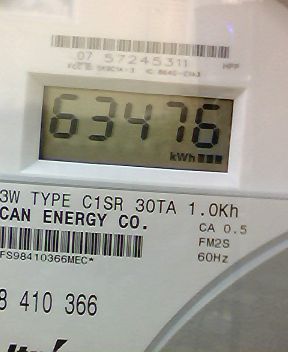 07 57245311
HPP
63476
kWh
3W TYPE C1SR 30TA 1.0Kh
CAN ENERGY CO.
CA 0.5
FM2S
FS98410366MEC*
60Hz
8 410 366